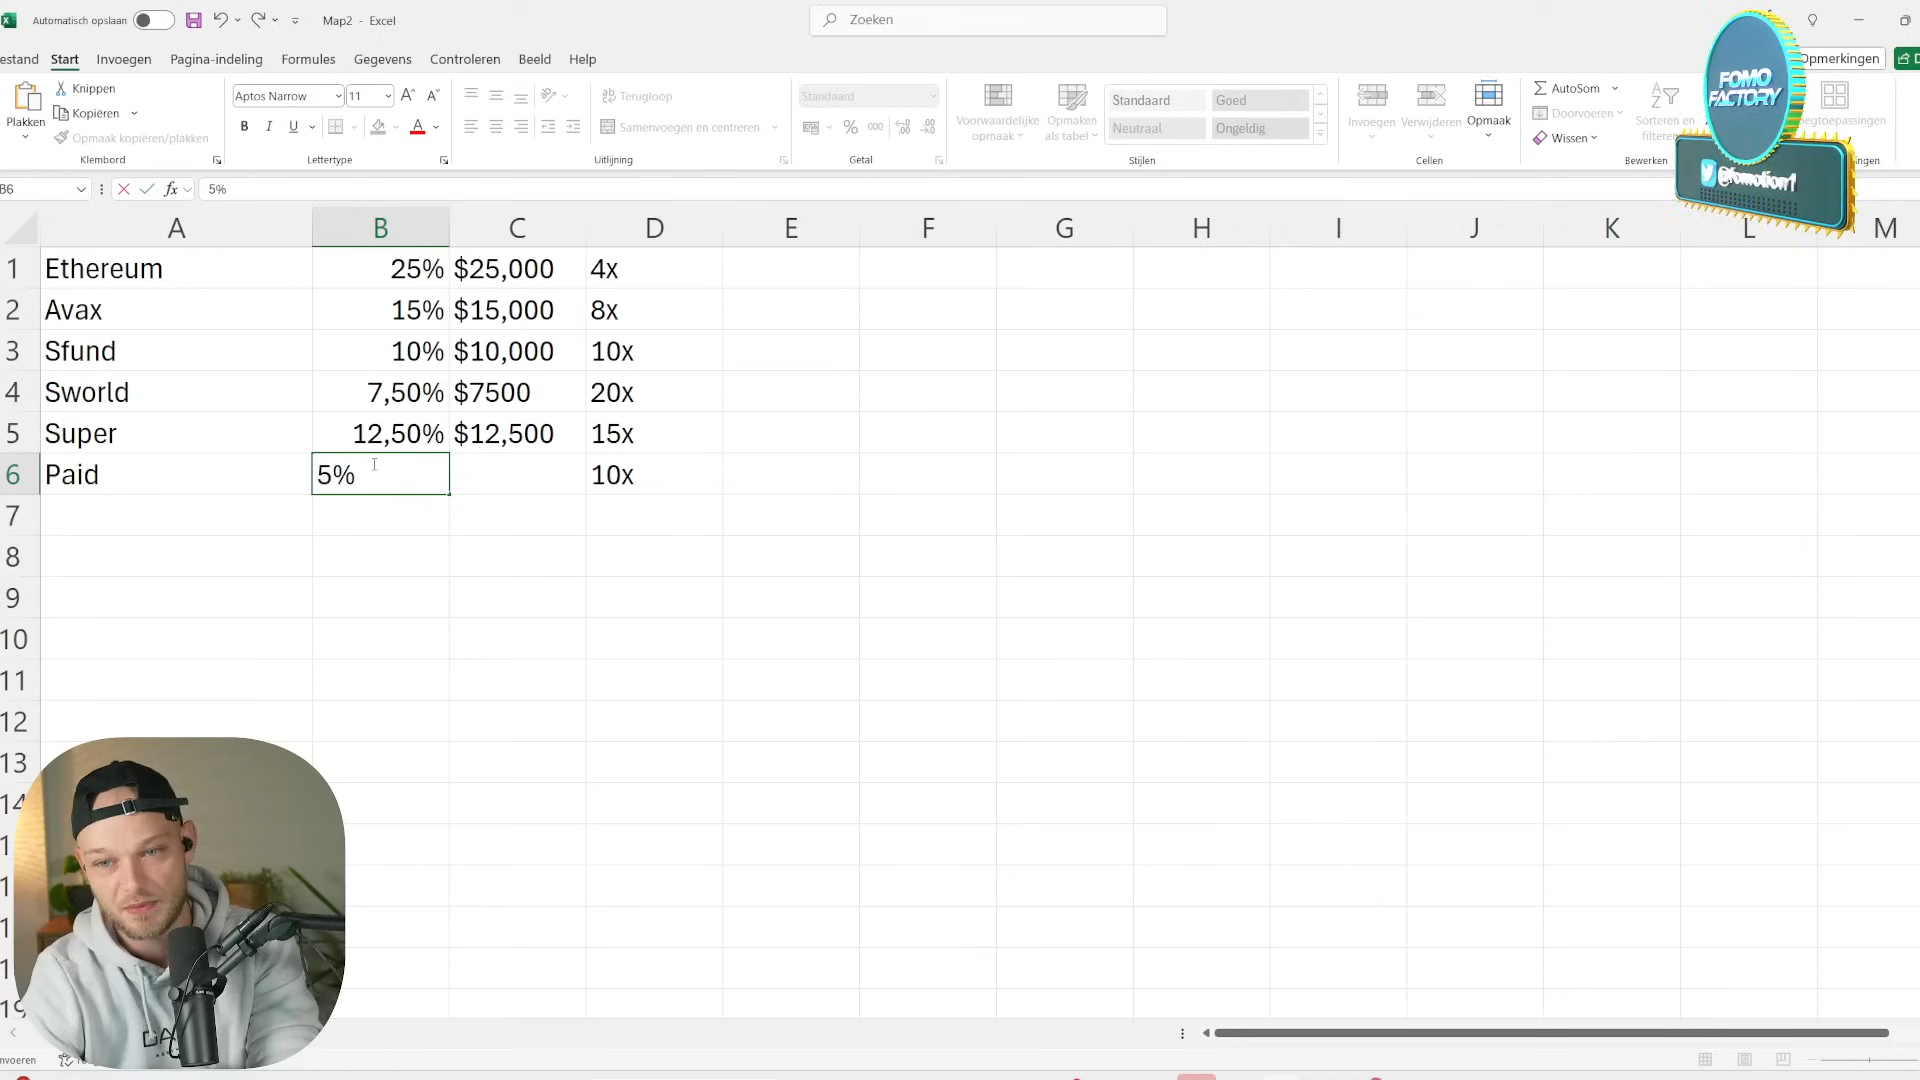 Automatisch opslaan
Map2 - Excel
Zoeken
FOMO
FACTORY
@fomotion1
estand Start Invoegen Pagina-indeling Formules Gegevens Controleren Beeld Help
Opmerkingen
Plakken
Knippen
Kopiëren
Opmaak kopiëren/plakken
Klembord
Aptos Narrow 11
B I U
Lettertype
Terugloop
Samenvoegen en centreren
Uitlijning
Standaard
% 000
Getal
Voorwaardelijke
opmaak
Opmaken
als tabel
Standaard Goed
Neutraal Ongeldig
Stijlen
Invoegen Verwijderen Opmaak
Cellen
AutoSom
Doorvoeren
Wissen
Sorteren en
Bewerken
B6 fx 5%
A B C D E F G H I J K L M
1 Ethereum 25% $25,000 4x
2 Avax 15% $15,000 8x
3 Sfund 10% $10,000 10x
4 Sworld 7,50% $7500 20x
5 Super 12,50% $12,500 15x
6 Paid 5% 10x
7
8
9
10
11
12
13
nvoeren